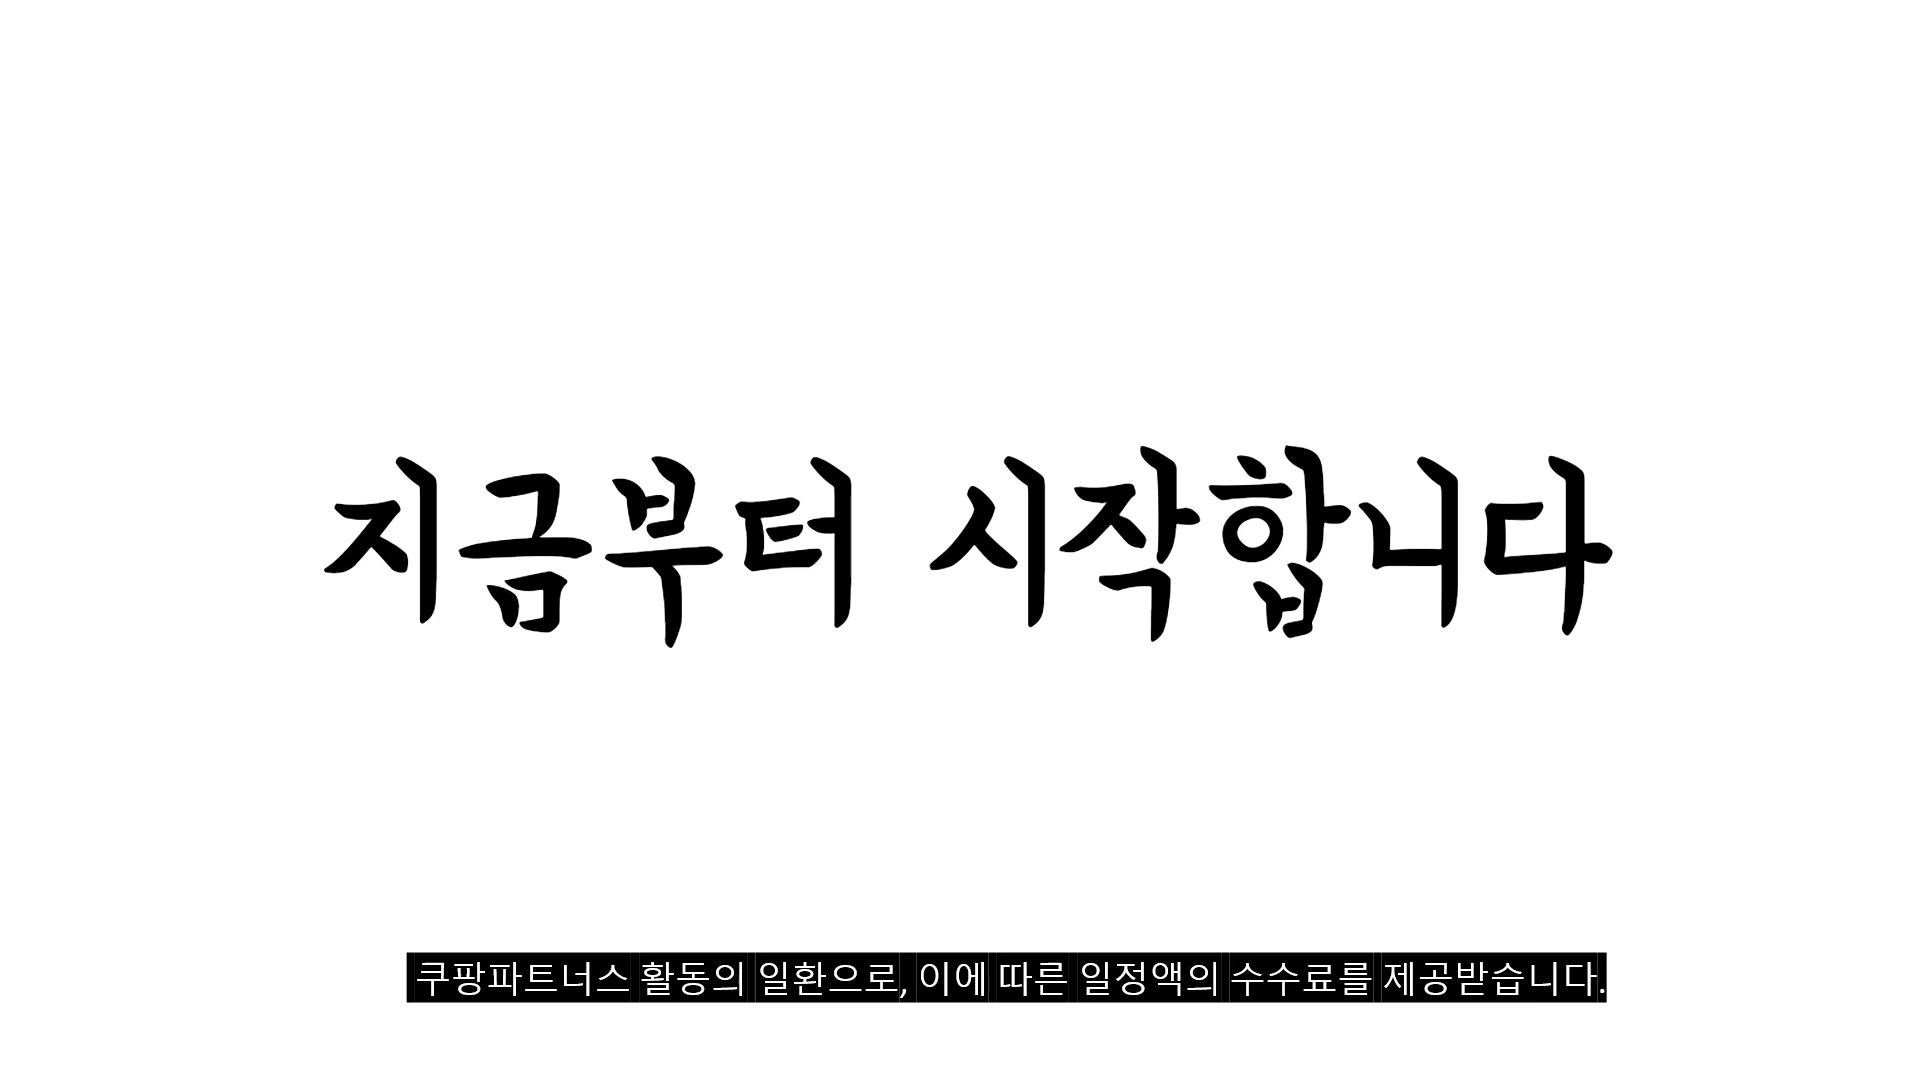 지금부터 시작합니다
쿠팡파트너스 활동의 일환으로, 이에 따른 일정액의 수수료를 제공받습니다.